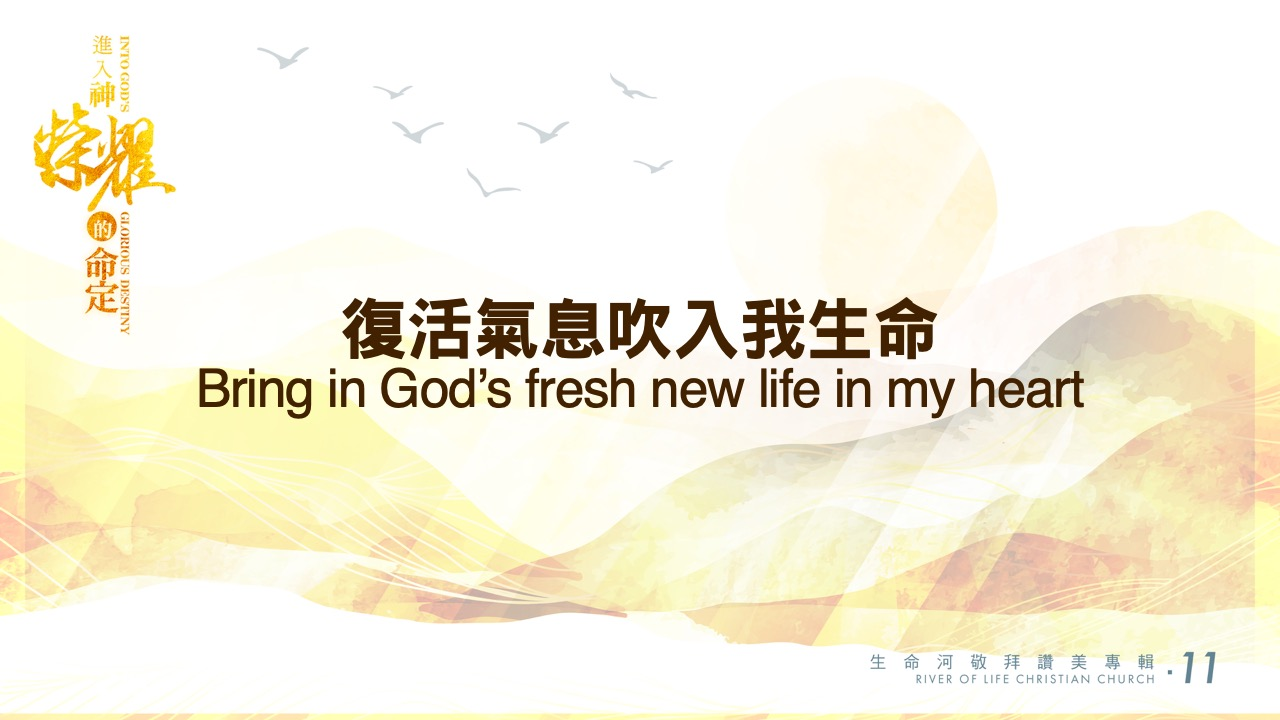 進入神
榮耀
的
命定
INTO GOD'S
GLORIOUS DESTINY
復活氣息吹入我生命
Bring in God’s fresh new life in my heart
生命河敬拜讚美專輯
RIVER OF LIFE CHRISTIAN CHURCH
·11